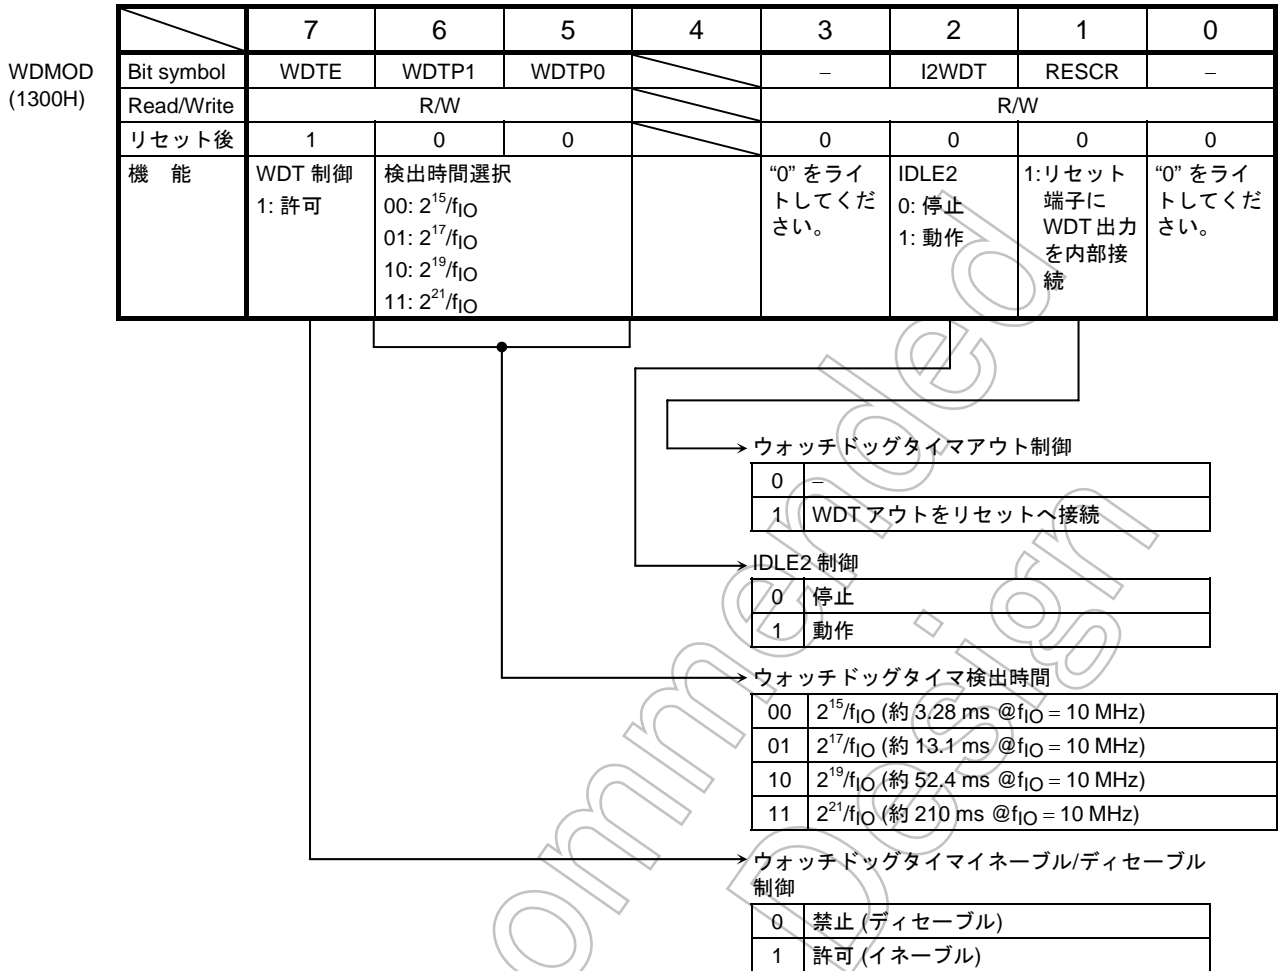 7 6 5 4 3 2 1 0
WDMOD
(1300H)
Bit symbol WDTE WDTP1 WDTP0 – I2WDT RESCR –
Read/Write R/W R/W
リセット後 1 0 0 0 0 0 0
機 能
WDT 制御
1: 許可
検出時間選択
00: 2^15/fIO
01: 2^17/fIO
10: 2^19/fIO
11: 2^21/fIO
“0” をライ
トしてくだ
さい。
IDLE2
0: 停止
1: 動作
1:リセット
端子に
WDT 出力
を内部接
続
“0” をライ
トしてくだ
さい。
ウォッチドッグタイマアウト制御
0 –
1 WDT アウトをリセットへ接続
IDLE2 制御
0 停止
1 動作
ウォッチドッグタイマ検出時間
00 2^15/fIO (約 3.28 ms @fIO = 10 MHz)
01 2^17/fIO (約 13.1 ms @fIO = 10 MHz)
10 2^19/fIO (約 52.4 ms @fIO = 10 MHz)
11 2^21/fIO (約 210 ms @fIO = 10 MHz)
ウォッチドッグタイマイネーブル/ディセーブル
制御
0 禁止 (ディセーブル)
1 許可 (イネーブル)
ommended
Design